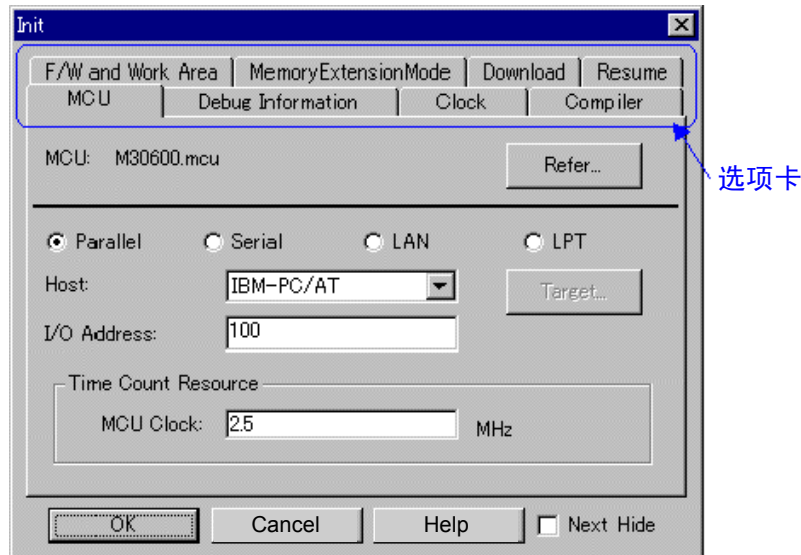 Init
F/W and Work Area MemoryExtensionMode Download Resume
MCU Debug Information Clock Compiler
MCU: M30600.mcu Refer...
选项卡
Parallel Serial LAN LPT
Host: IBM-PC/AT Target...
I/O Address: 100
Time Count Resource
MCU Clock: 2.5 MHz
OK Cancel Help Next Hide